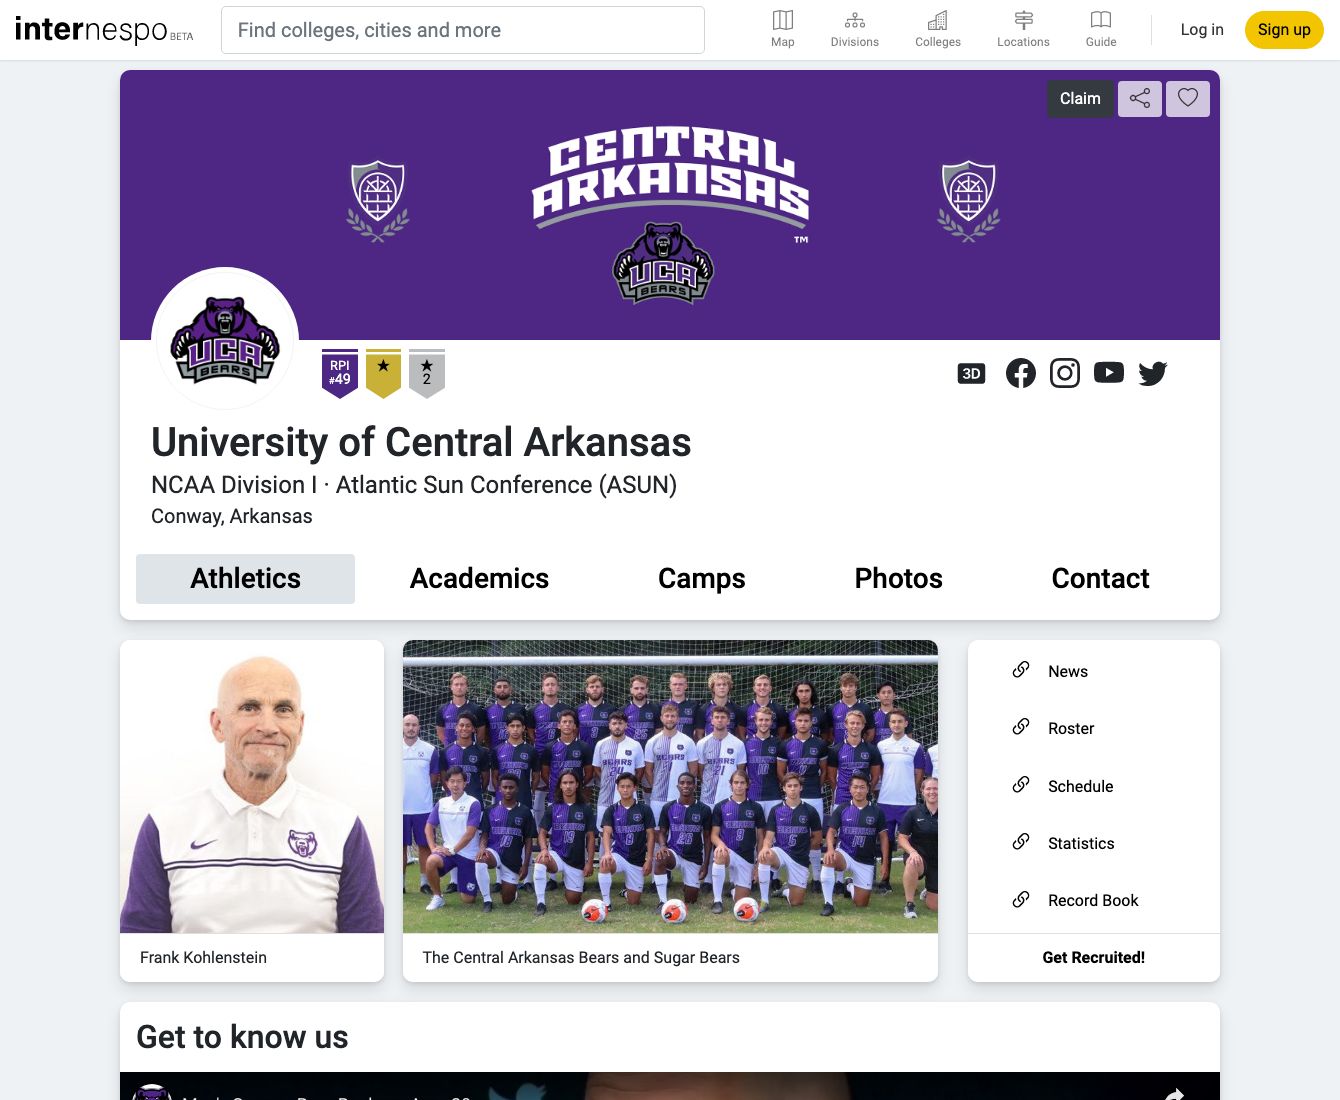 internespo BETA
Find colleges, cities and more
Map
Divisions
Colleges
Locations
Guide
Log in
Sign up
Claim
CENTRAL
ARKANSAS
TM
UCA
BEARS
UCA
BEARS
RPI
#49
2
3D
University of Central Arkansas
NCAA Division I · Atlantic Sun Conference (ASUN)
Conway, Arkansas
Athletics
Academics
Camps
Photos
Contact
Frank Kohlenstein
The Central Arkansas Bears and Sugar Bears
News
Roster
Schedule
Statistics
Record Book
Get Recruited!
Get to know us